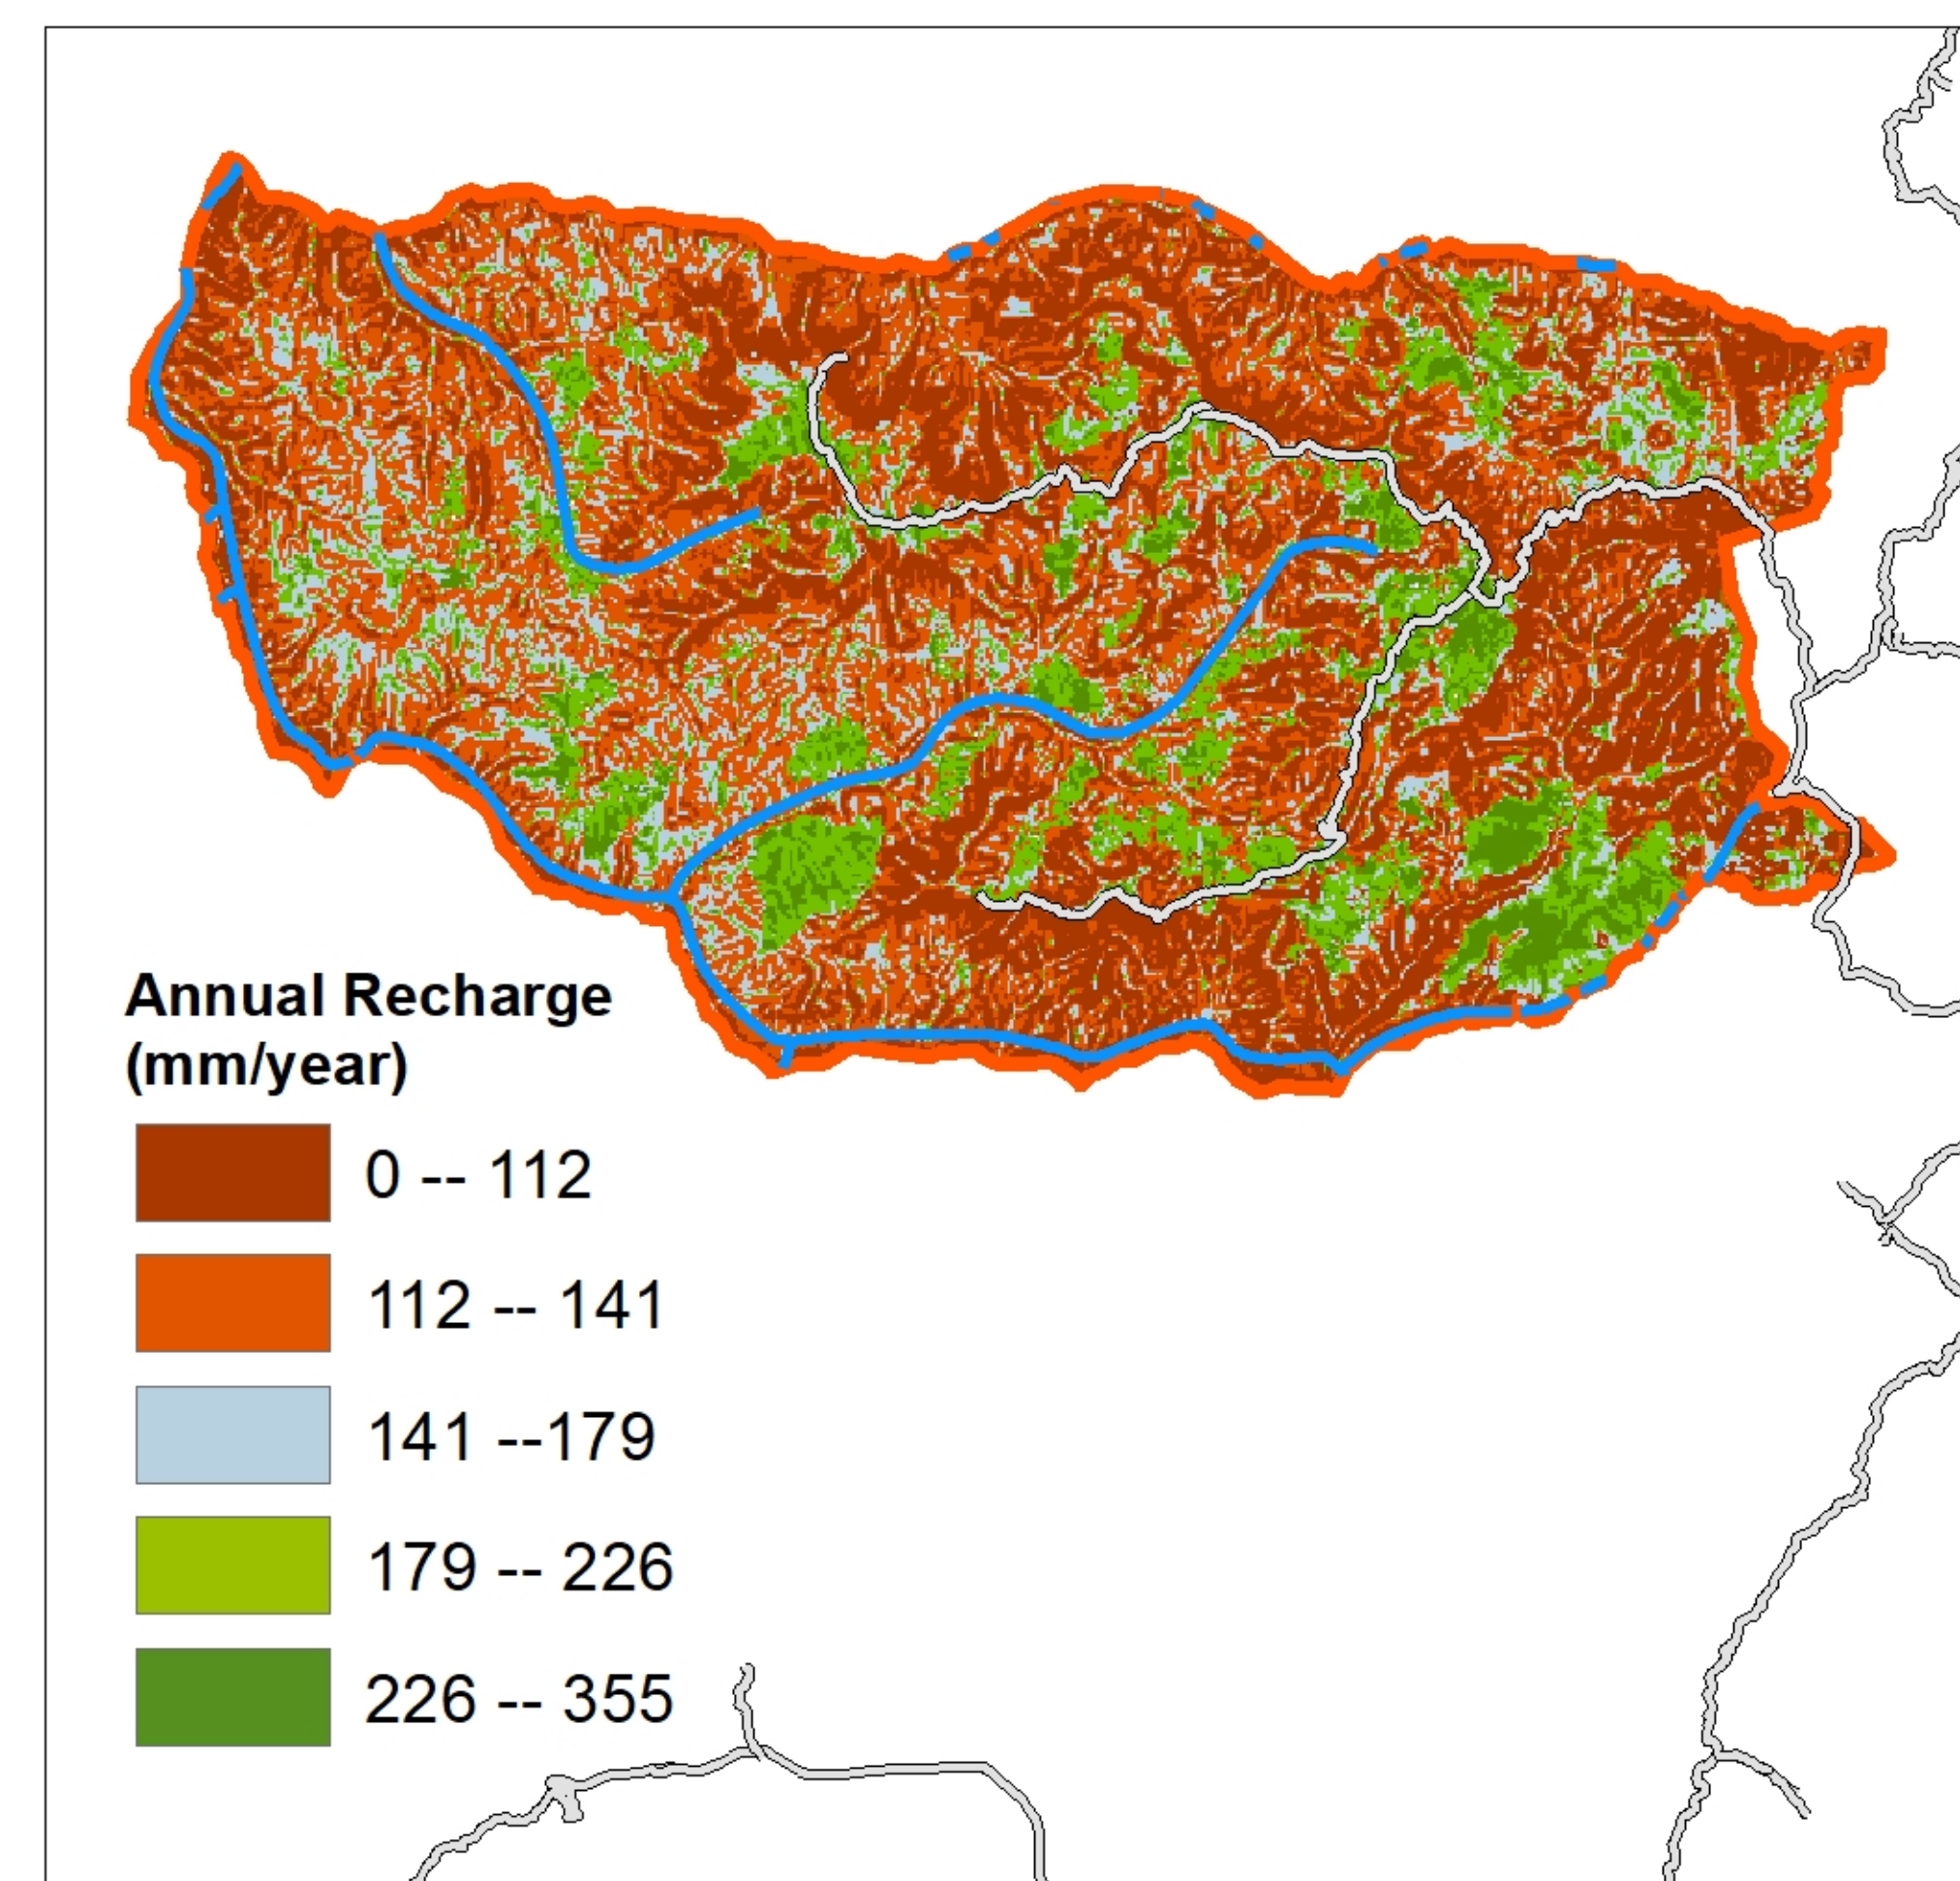 Annual Recharge
(mm/year)
0 -- 112
112 -- 141
141 --179
179 -- 226
226 -- 355